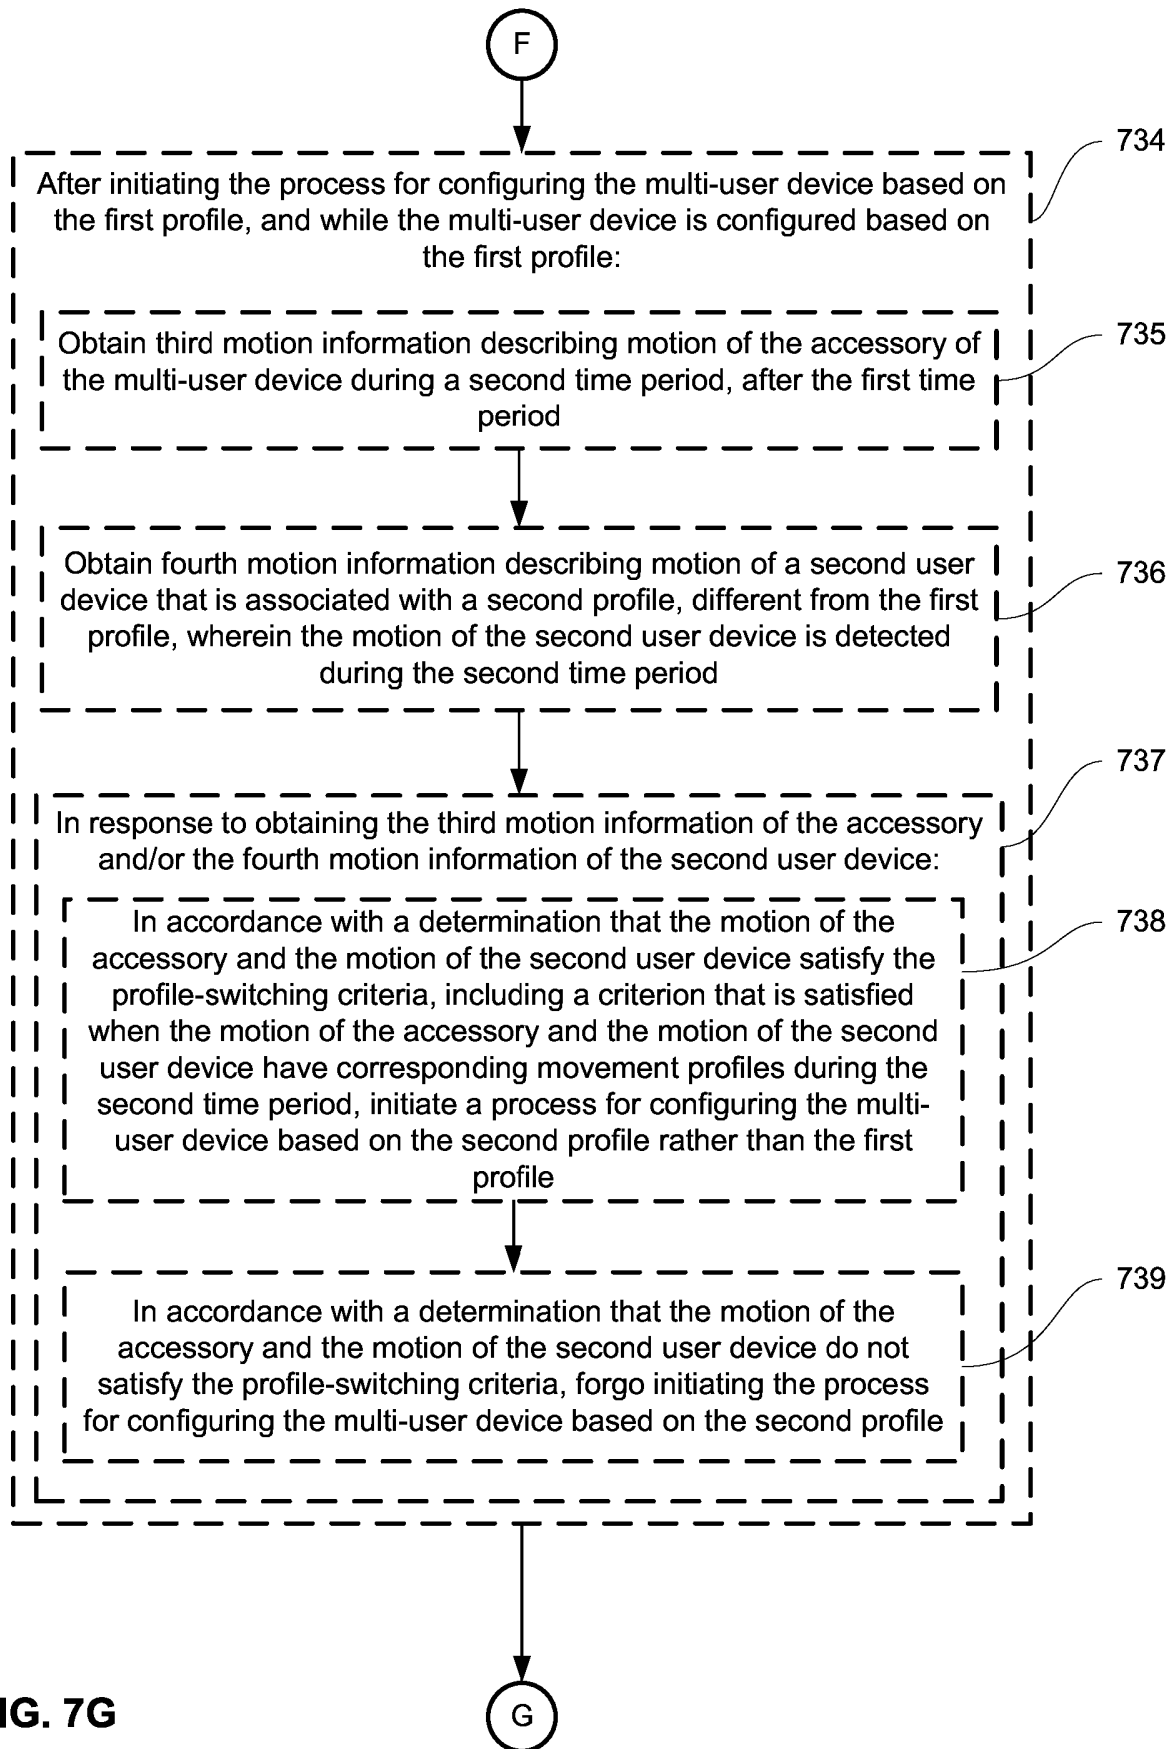 F
734
After initiating the process for configuring the multi-user device based on
the first profile, and while the multi-user device is configured based on
the first profile:
735
Obtain third motion information describing motion of the accessory of
the multi-user device during a second time period, after the first time
period
736
Obtain fourth motion information describing motion of a second user
device that is associated with a second profile, different from the first
profile, wherein the motion of the second user device is detected
during the second time period
737
In response to obtaining the third motion information of the accessory
and/or the fourth motion information of the second user device:
738
In accordance with a determination that the motion of the
accessory and the motion of the second user device satisfy the
profile-switching criteria, including a criterion that is satisfied
when the motion of the accessory and the motion of the second
user device have corresponding movement profiles during the
second time period, initiate a process for configuring the multi-
user device based on the second profile rather than the first
profile
739
In accordance with a determination that the motion of the
accessory and the motion of the second user device do not
satisfy the profile-switching criteria, forgo initiating the process
for configuring the multi-user device based on the second profile
IG. 7G
G